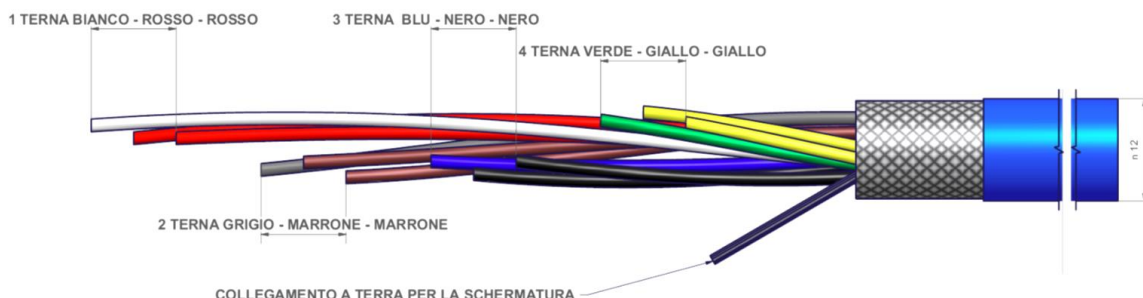 1 TERNA BIANCO - ROSSO - ROSSO
3 TERNA BLU - NERO - NERO
4 TERNA VERDE - GIALLO - GIALLO
n 12
2 TERNA GRIGIO - MARRONE - MARRONE
COLLEGAMENTO A TERRA PER LA SCHERMATURA